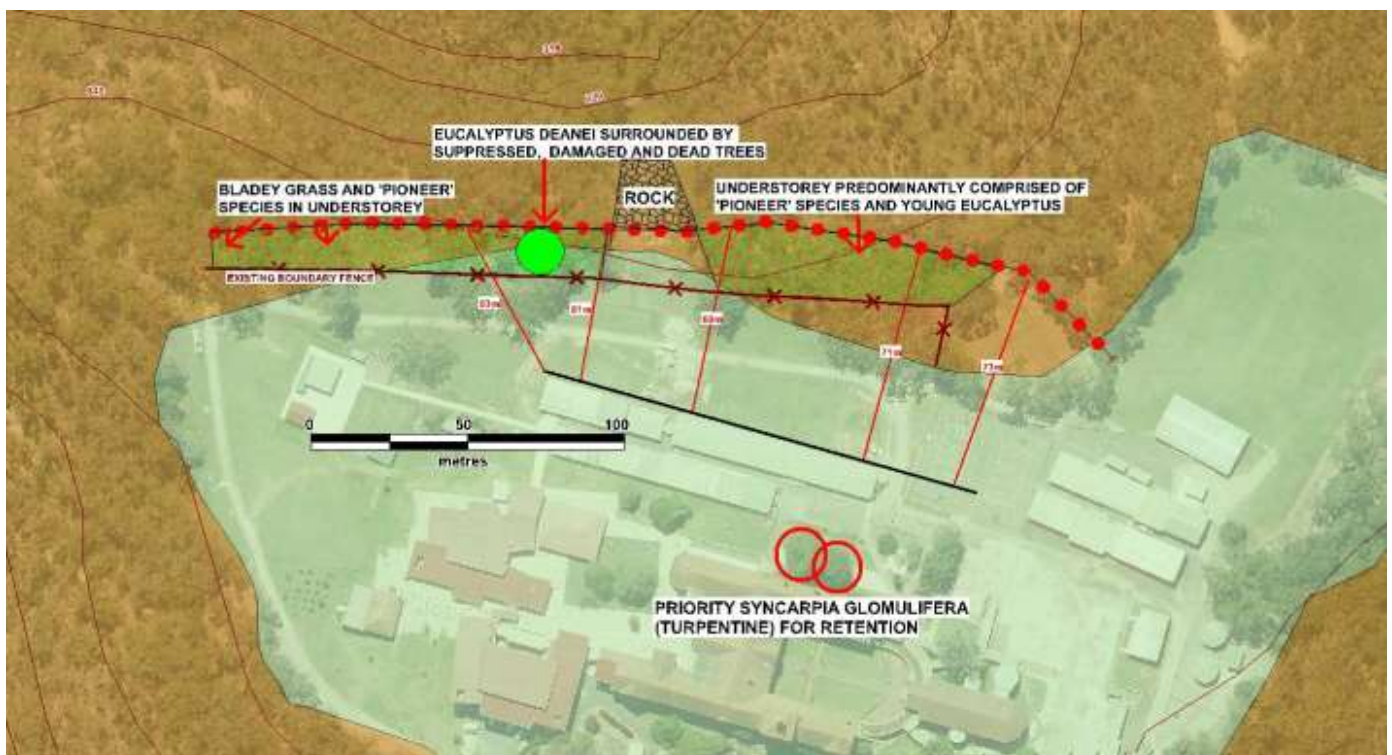 EUCALYPTUS DEANEI SURROUNDED BY
SUPPRESSED, DAMAGED AND DEAD TREES
BLADEY GRASS AND 'PIONEER'
SPECIES IN UNDERSTOREY
ROCK
UNDERSTOREY PREDOMINANTLY COMPRISED OF
'PIONEER' SPECIES AND YOUNG EUCALYPTUS
EXISTING BOUNDARY FENCE
71m
73m
0 50 100
metres
PRIORITY SYNCARPIA GLOMULIFERA
(TURPENTINE) FOR RETENTION